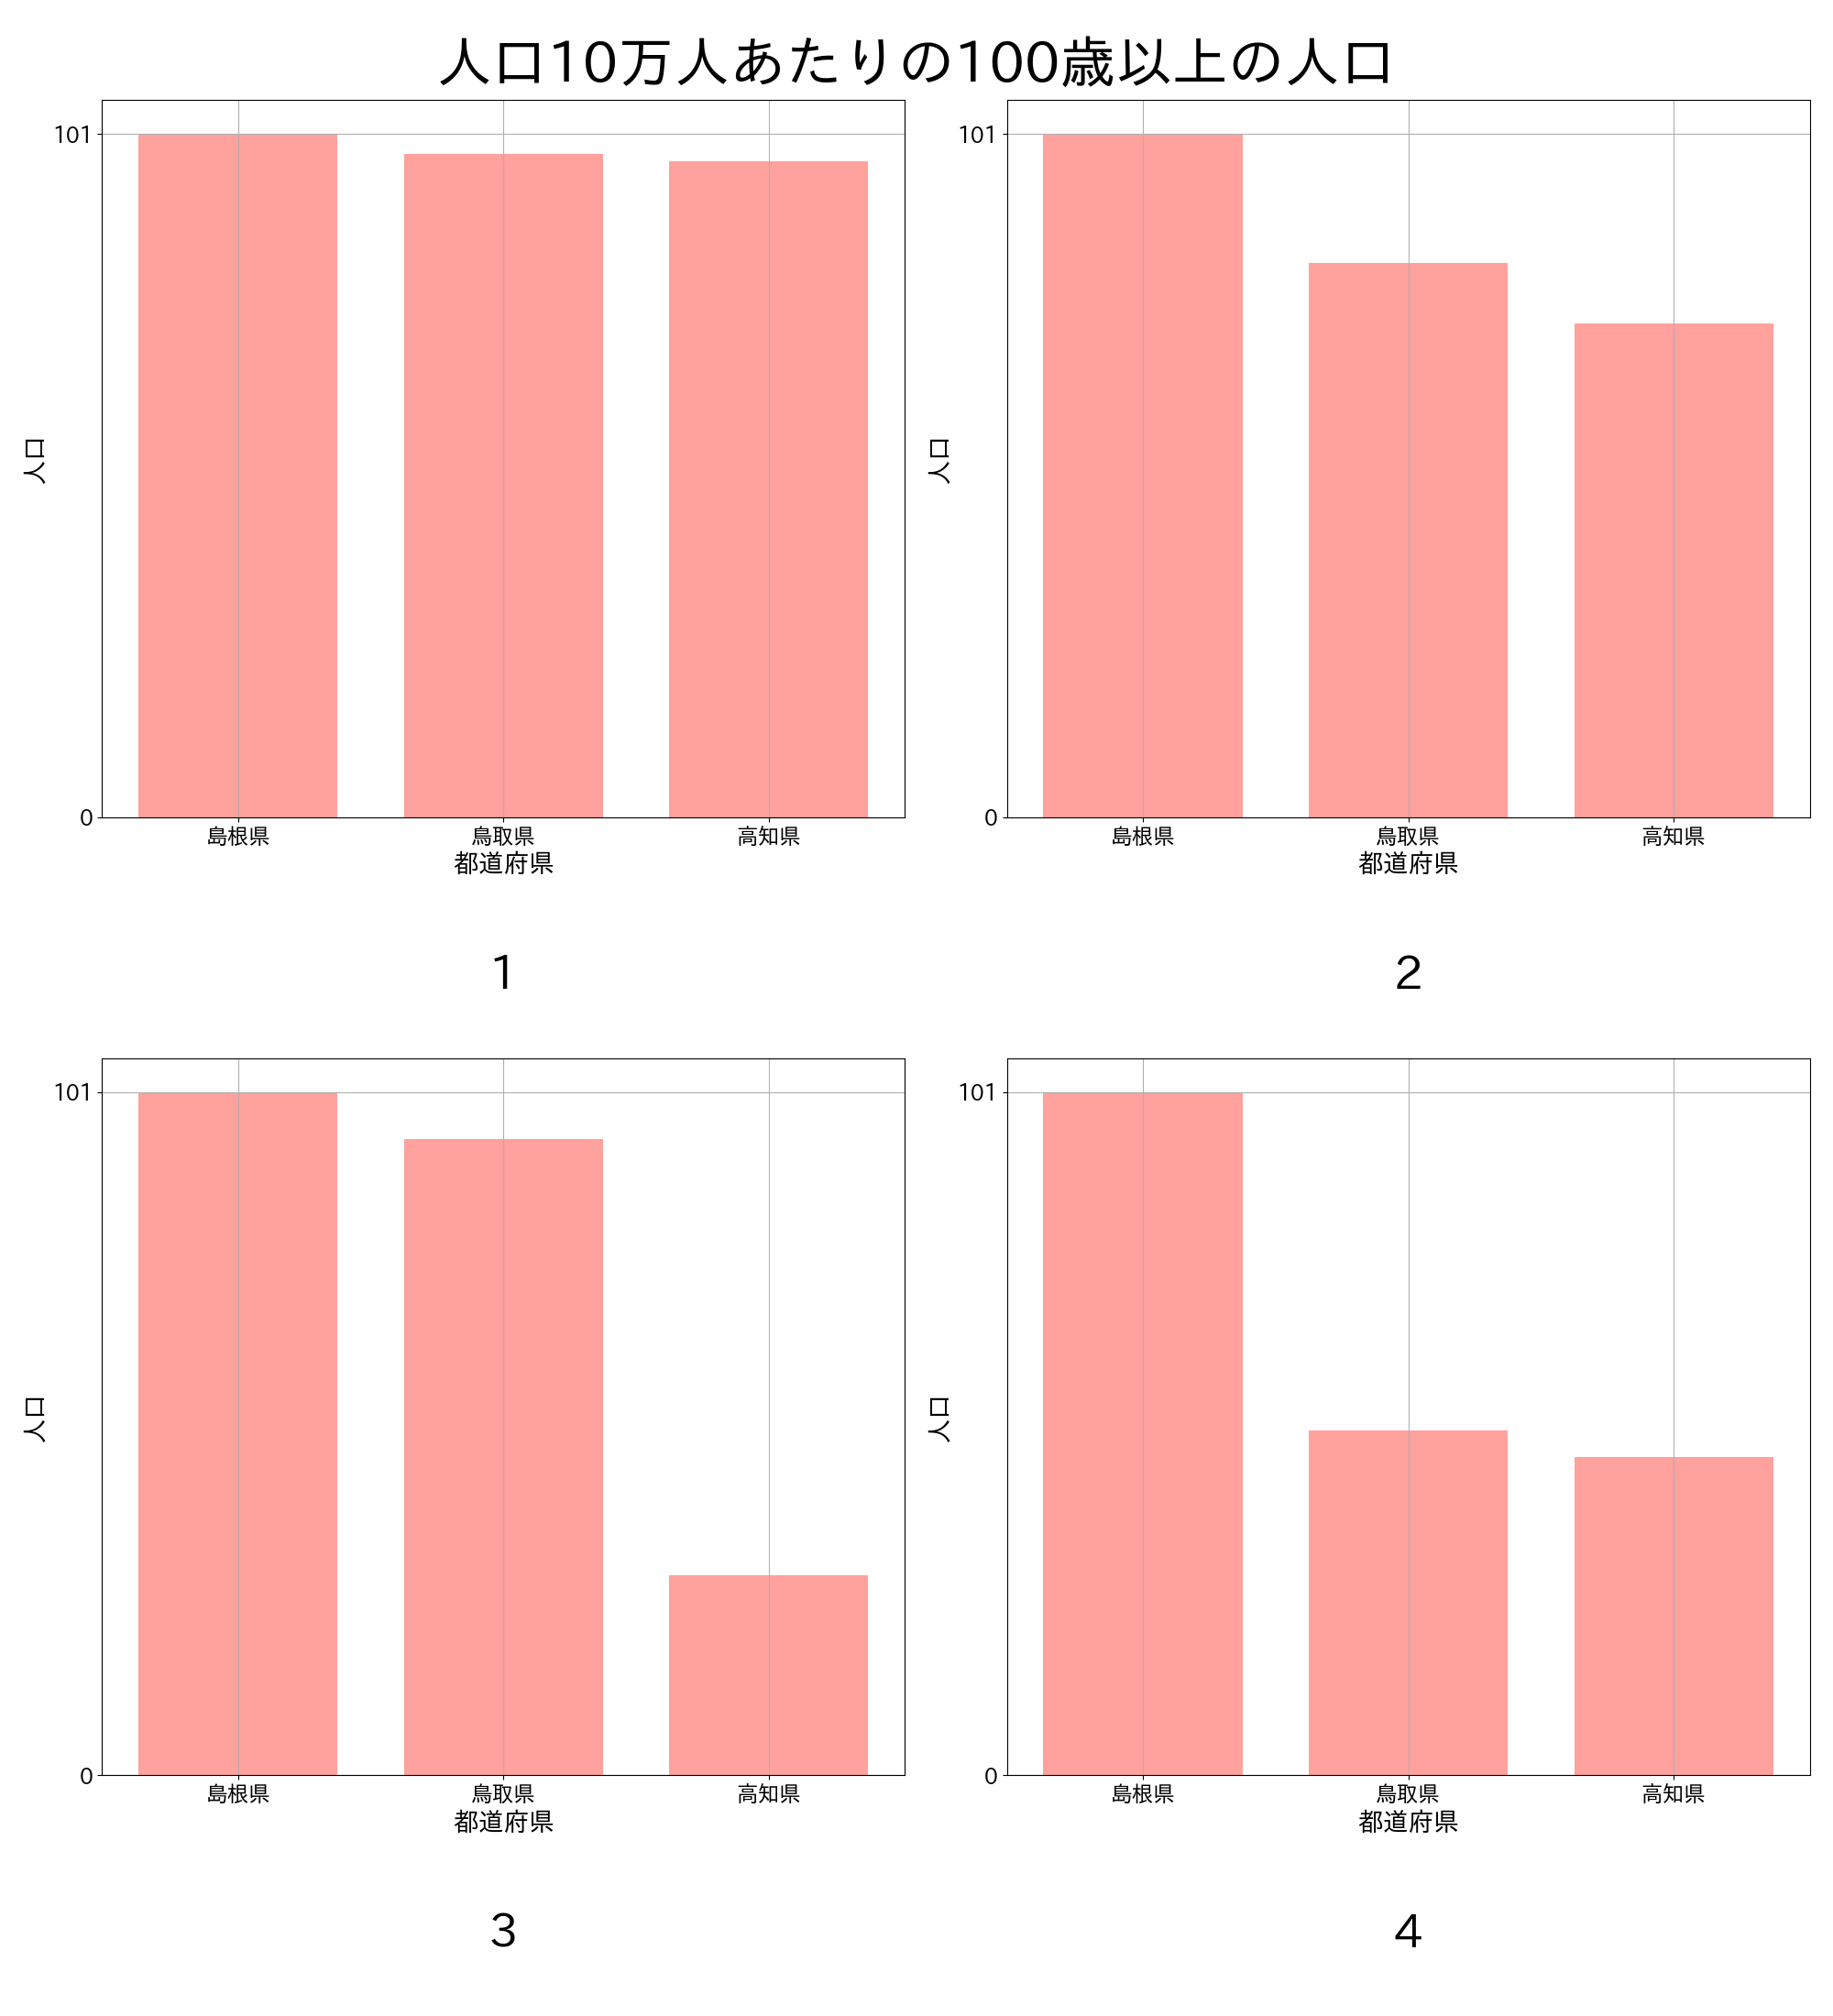 人口10万人あたりの100歳以上の人口
101
人口
0
島根県 鳥取県 高知県
都道府県
1
101
人口
0
島根県 鳥取県 高知県
都道府県
2
101
人口
0
島根県 鳥取県 高知県
都道府県
3
101
人口
0
島根県 鳥取県 高知県
都道府県
4